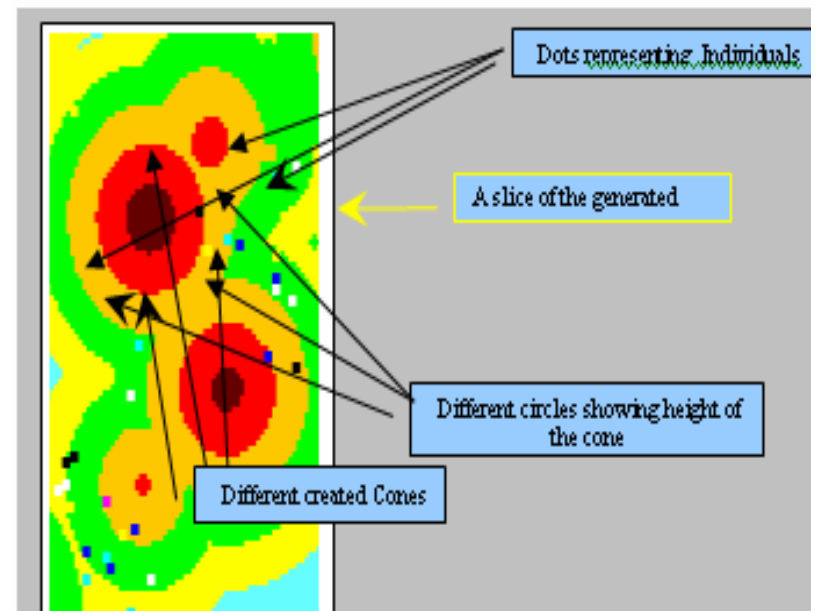 Dots representing Individuals
A slice of the generated
Different circles showing height of
the cone
Different created Cones